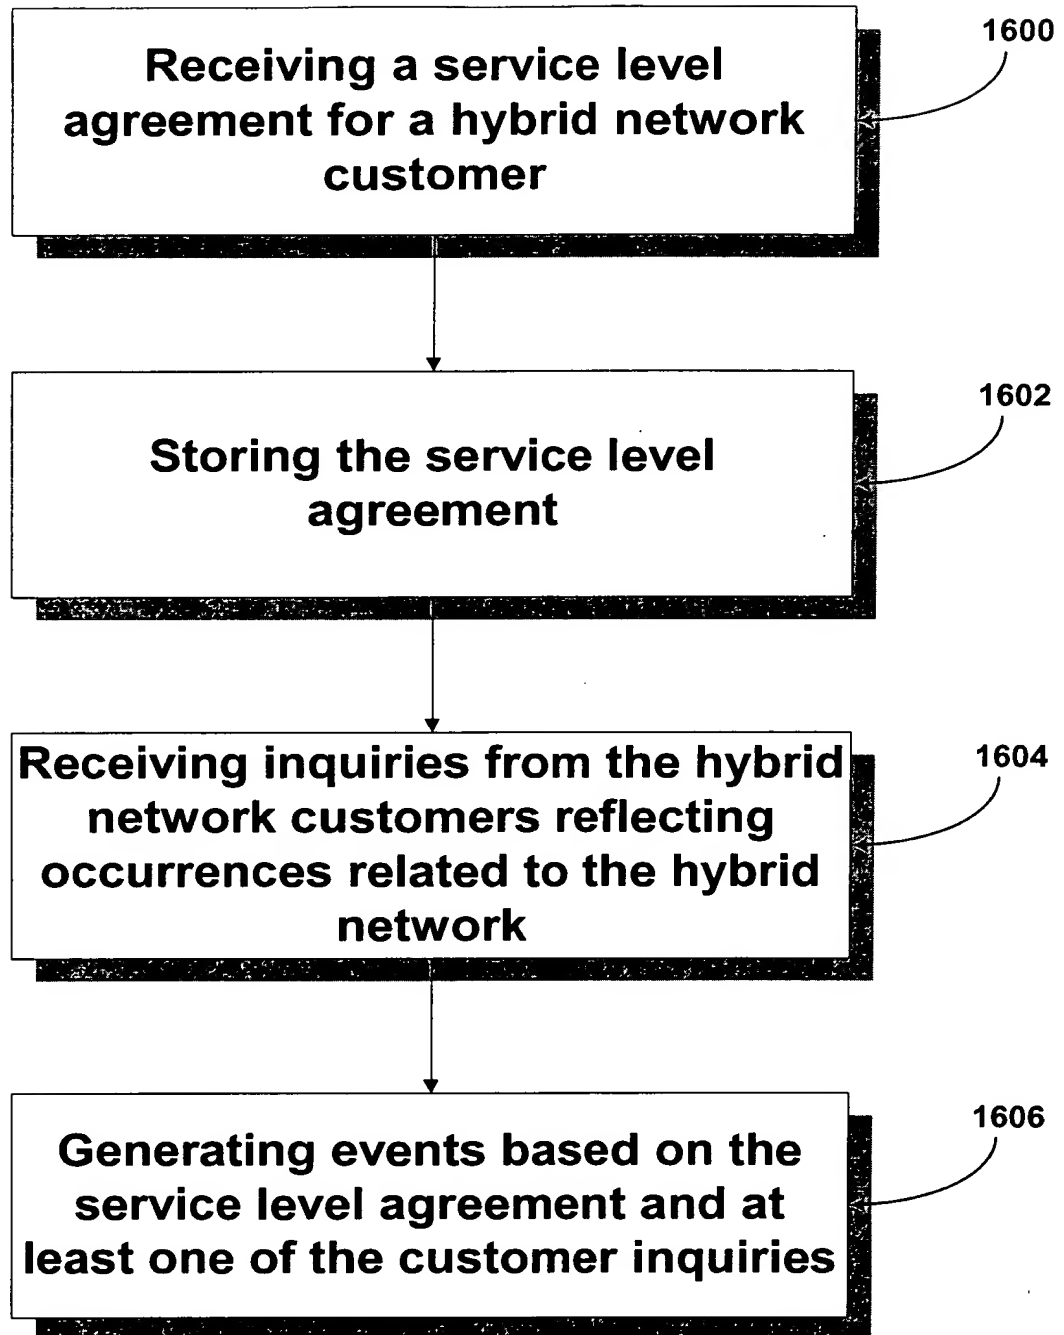 Receiving a service level
agreement for a hybrid network
customer
1600
Storing the service level
agreement
1602
Receiving inquiries from the hybrid
network customers reflecting
occurrences related to the hybrid
network
1604
Generating events based on the
service level agreement and at
least one of the customer inquiries
1606